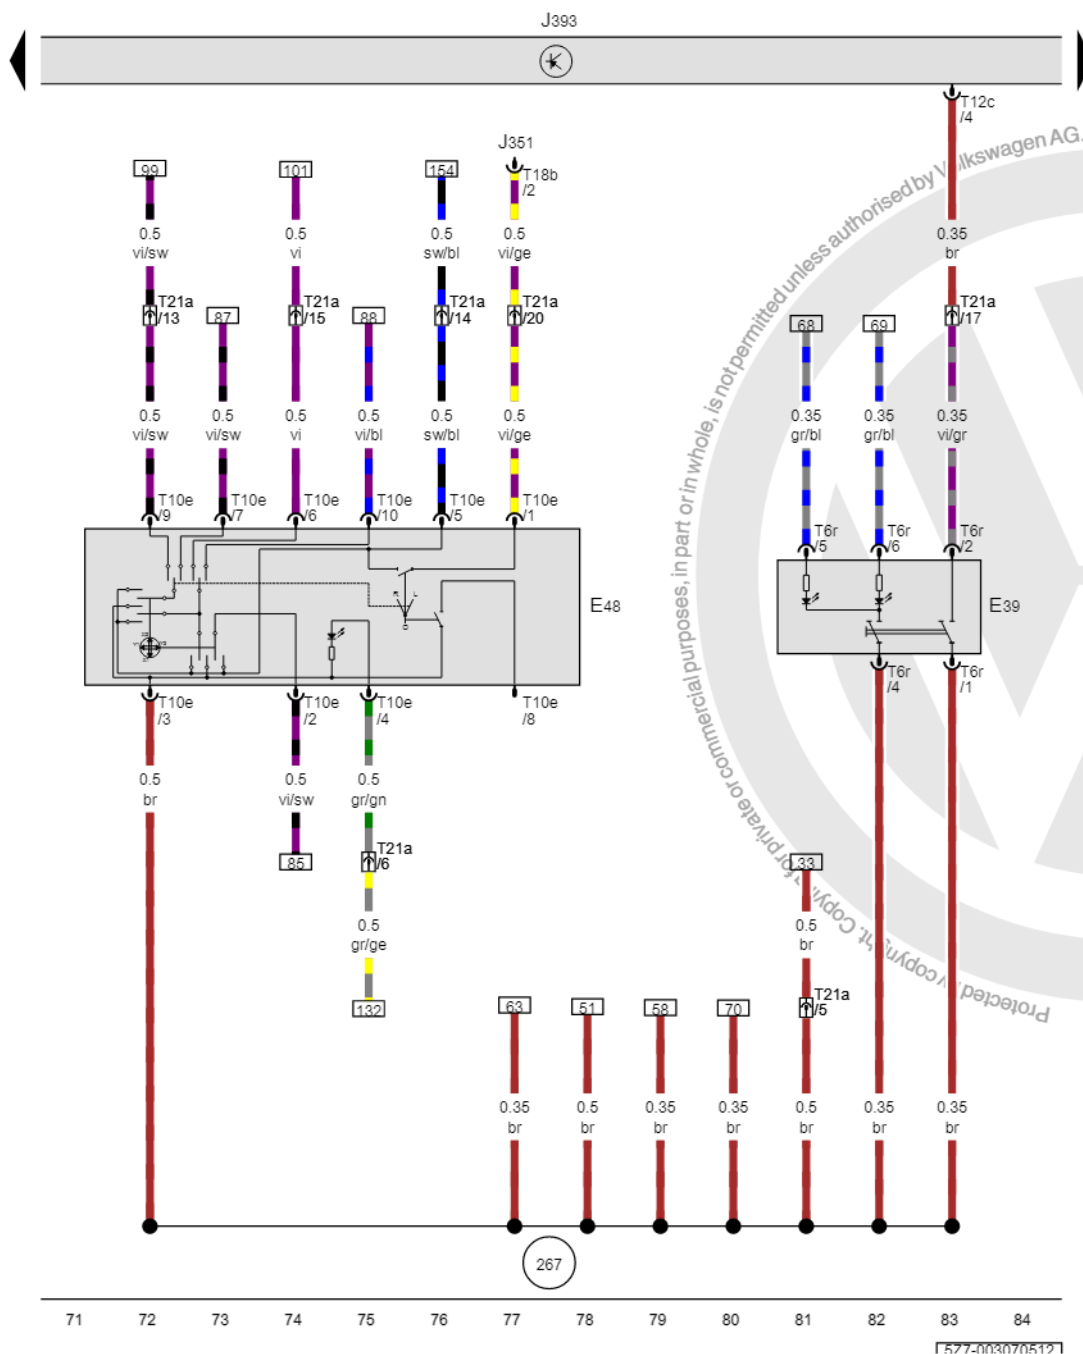 J393
T12c
/4
J351
99
101
154
T18b
/2
0.5
0.5
0.5
0.5
0.35
vi/sw
vi
sw/bl
vi/ge
br
T21a
/13
87
T21a
/15
88
T21a
/14
T21a
/20
68
69
T21a
/17
0.5
0.5
0.5
0.5
0.5
0.5
0.35
0.35
0.35
vi/sw
vi/sw
vi
vi/bl
sw/bl
vi/ge
gr/bl
gr/bl
vi/gr
T10e
/9
T10e
/7
T10e
/6
T10e
/10
T10e
/5
T10e
/1
T6r
/5
T6r
/6
T6r
/2
R
L
E48
E39
T10e
/3
T10e
/2
T10e
/4
T10e
/8
T6r
/4
T6r
/1
0.5
0.5
0.5
br
vi/sw
gr/gn
85
T21a
/6
33
0.5
0.5
gr/ge
br
132
63
51
58
70
T21a
/5
0.35
0.5
0.35
0.35
0.5
0.35
0.35
br
br
br
br
br
br
br
267
71 72 73 74 75 76 77 78 79 80 81 82 83 84
577-003070512
Protected by copyright. Copying for private or commercial purposes, in part or in whole, is not permitted unless authorised by Volkswagen AG.